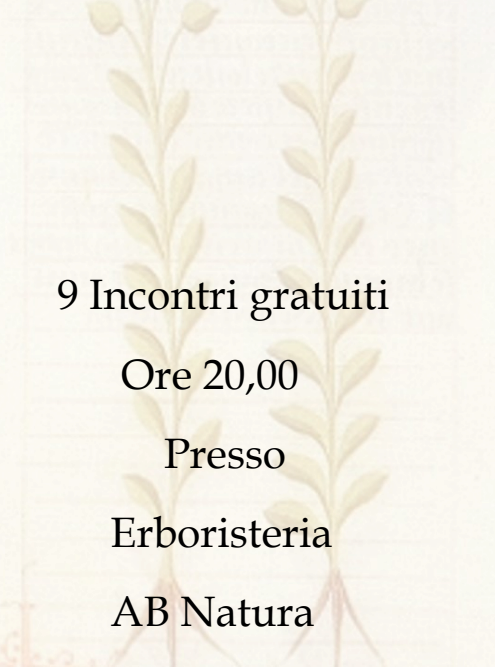 9 Incontri gratuiti
Ore 20,00
Presso
Erboristeria
AB Natura